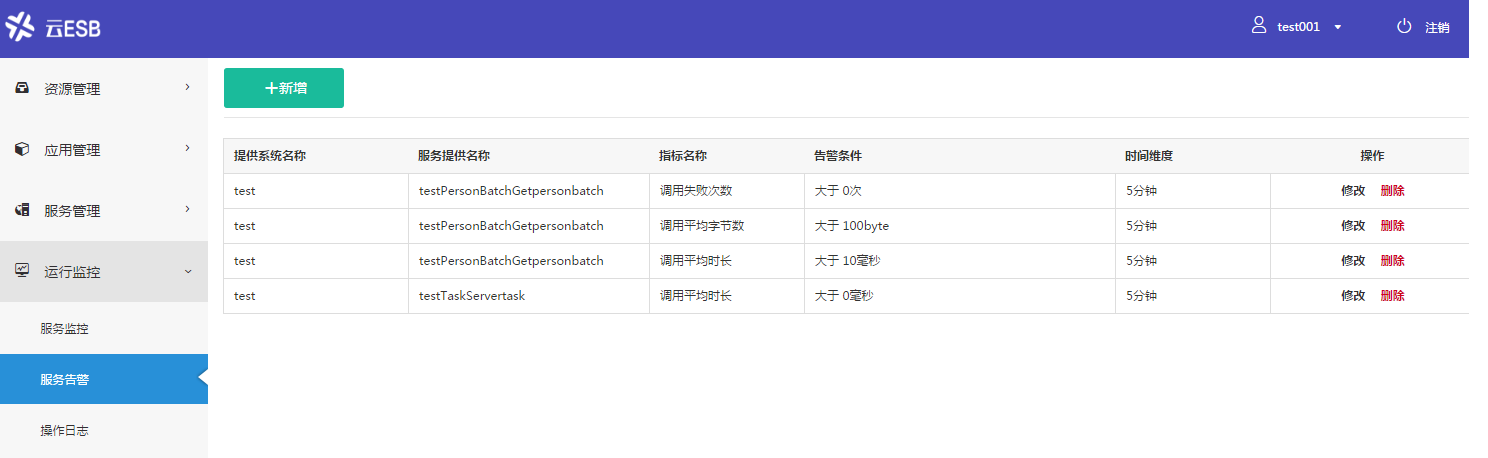 云ESB
test001
注销
资源管理
应用管理
服务管理
运行监控
服务监控
服务告警
操作日志
+新增
提供系统名称 服务提供名称 指标名称 告警条件 时间维度 操作
test testPersonBatchGetpersonbatch 调用失败次数 大于 0次 5分钟 修改 删除
test testPersonBatchGetpersonbatch 调用平均字节数 大于 100byte 5分钟 修改 删除
test testPersonBatchGetpersonbatch 调用平均时长 大于 10毫秒 5分钟 修改 删除
test testTaskServertask 调用平均时长 大于 0毫秒 5分钟 修改 删除